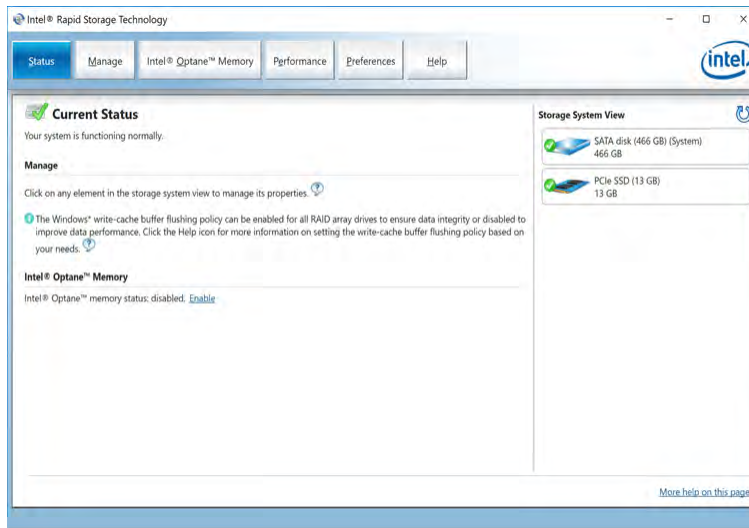 Intel® Rapid Storage Technology
Status
Manage
Intel® Optane™ Memory
Performance
Preferences
Help
intel.
Current Status
Your system is functioning normally.
Manage
Click on any element in the storage system view to manage its properties.
The Windows* write-cache buffer flushing policy can be enabled for all RAID array drives to ensure data integrity or disabled to
improve data performance. Click the Help icon for more information on setting the write-cache buffer flushing policy based on
your needs.
Intel® Optane™ Memory
Intel® Optane™ memory status: disabled. Enable
Storage System View
SATA disk (466 GB) (System)
466 GB
PCIe SSD (13 GB)
13 GB
More help on this page